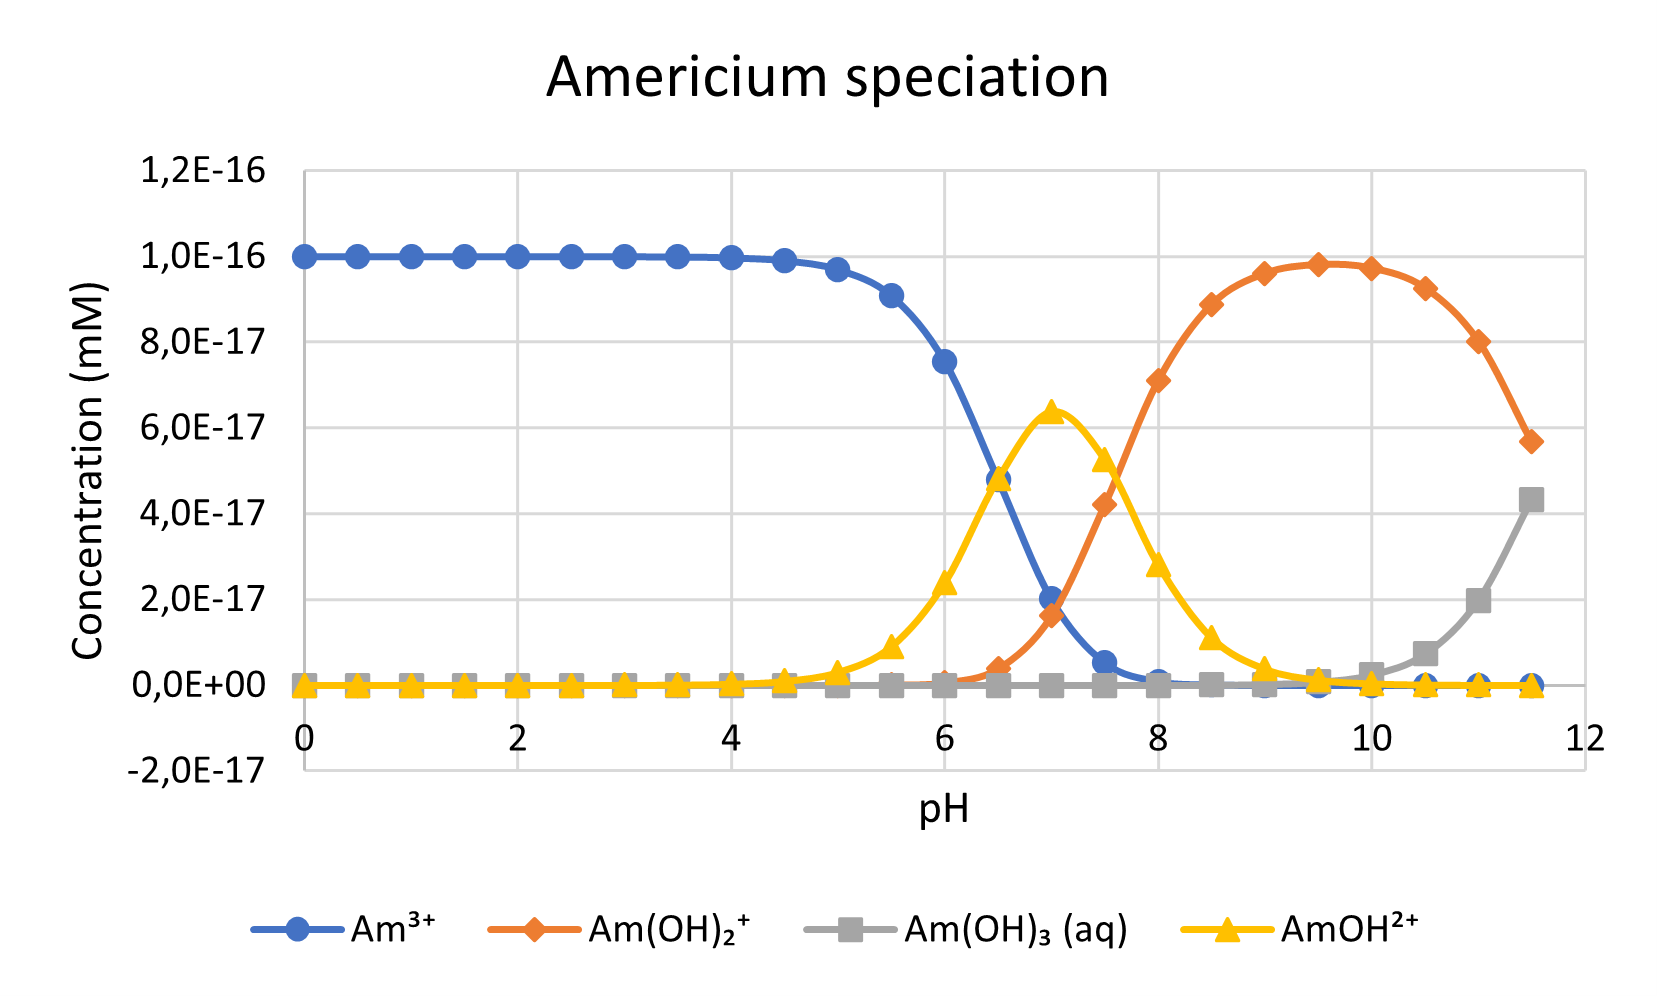 Americium speciation
1,2E-16
1,0E-16
8,0E-17
6,0E-17
4,0E-17
2,0E-17
0,0E+00
-2,0E-17
Concentration (mM)
0 2 4 6 8 10 12
pH
Am³⁺ Am(OH)₂⁺ Am(OH)₃ (aq) AmOH²⁺